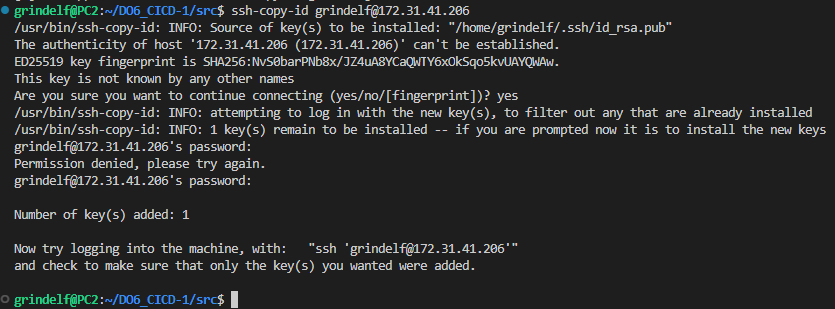 grindelf@PC2:~/DO6_CICD-1/src$ ssh-copy-id grindelf@172.31.41.206
/usr/bin/ssh-copy-id: INFO: Source of key(s) to be installed: "/home/grindelf/.ssh/id_rsa.pub"
The authenticity of host '172.31.41.206 (172.31.41.206)' can't be established.
ED25519 key fingerprint is SHA256:NvS0barPNb8x/JZ4uA8YCaQWTY6xOkSqo5kvUAYQWAw.
This key is not known by any other names
Are you sure you want to continue connecting (yes/no/[fingerprint])? yes
/usr/bin/ssh-copy-id: INFO: attempting to log in with the new key(s), to filter out any that are already installed
/usr/bin/ssh-copy-id: INFO: 1 key(s) remain to be installed -- if you are prompted now it is to install the new keys
grindelf@172.31.41.206's password:
Permission denied, please try again.
grindelf@172.31.41.206's password:
Number of key(s) added: 1
Now try logging into the machine, with:   "ssh 'grindelf@172.31.41.206'"
and check to make sure that only the key(s) you wanted were added.
grindelf@PC2:~/DO6_CICD-1/src$